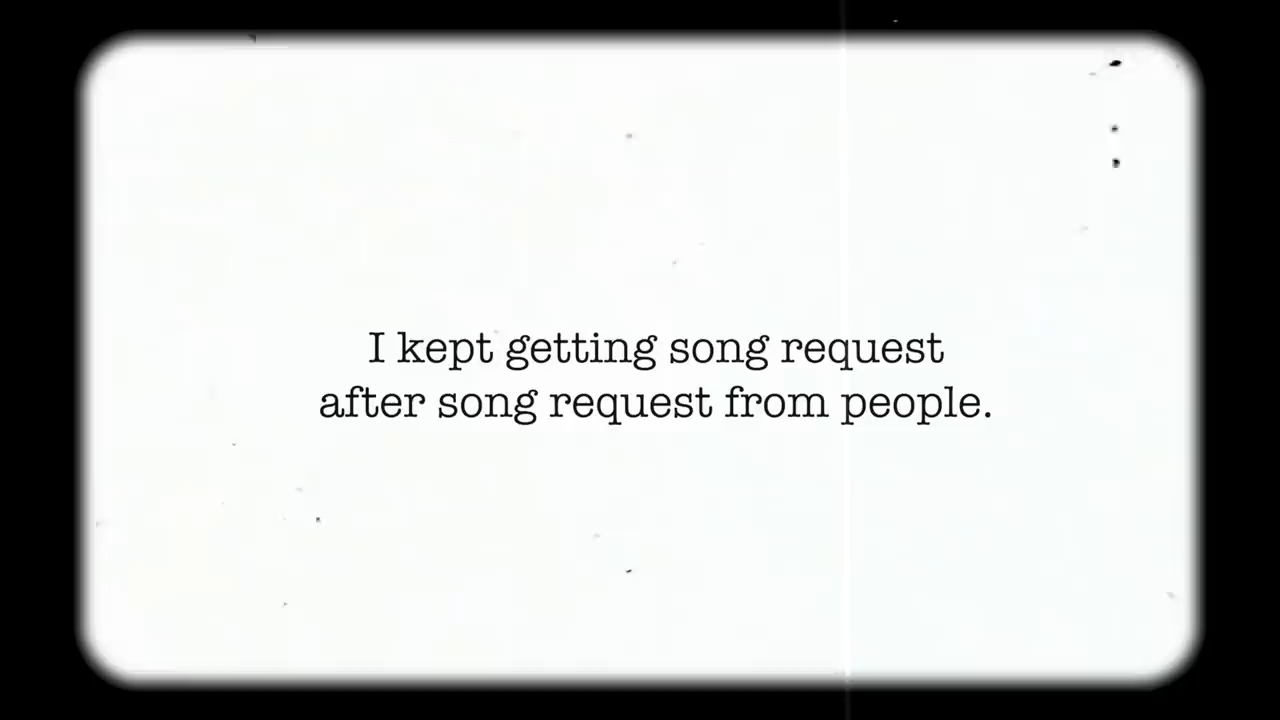 I kept getting song request
after song request from people.